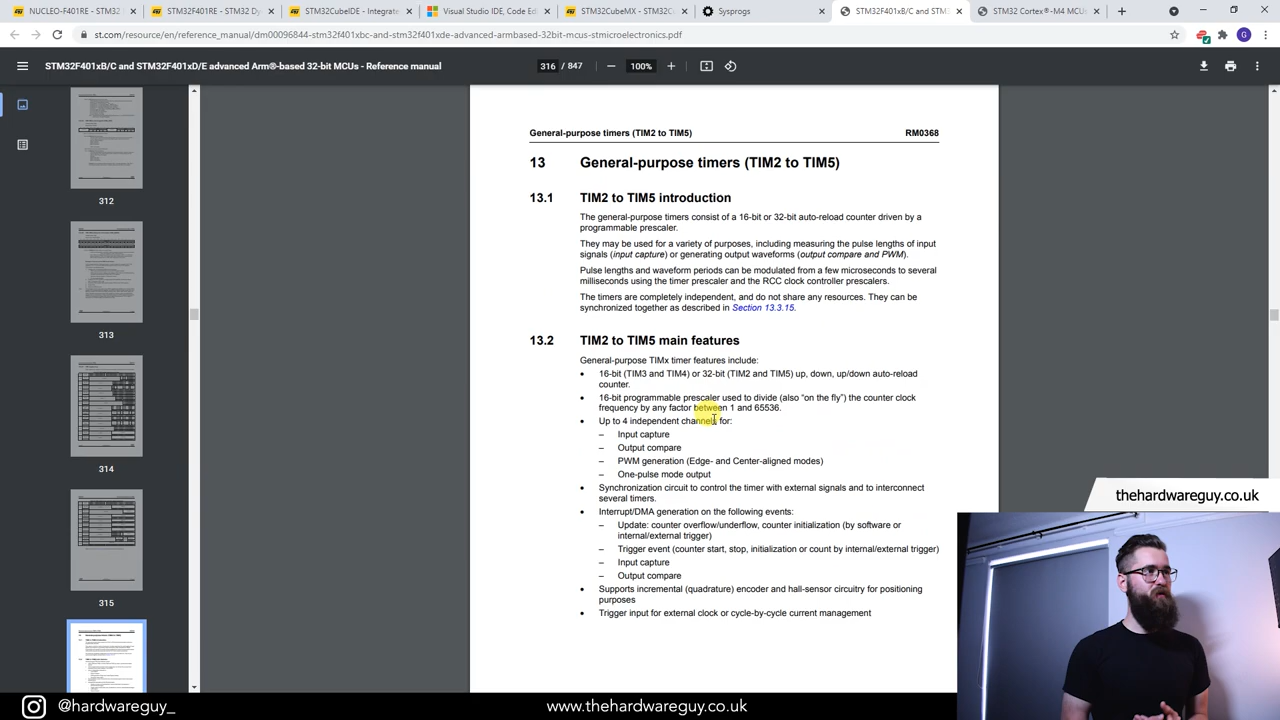 NUCLEO-F401RE - STM32
STM32F401RE - STM32 Dy
STM32CubeIDE - Integrate
Visual Studio IDE, Code Ed
STM32CubeMX - STM32C
Sysprogs
STM32F401xB/C and STM3
STM32 Cortex®-M4 MCUs
st.com/resource/en/reference_manual/dm00096844-stm32f401xbc-and-stm32f401xde-advanced-armbased-32bit-mcus-stmicroelectronics.pdf
G
STM32F401xB/C and STM32F401xD/E advanced Arm®-based 32-bit MCUs - Reference manual
316 / 847
100%
312
313
314
315
General-purpose timers (TIM2 to TIM5) RM0368
13 General-purpose timers (TIM2 to TIM5)
13.1 TIM2 to TIM5 introduction
The general-purpose timers consist of a 16-bit or 32-bit auto-reload counter driven by a
programmable prescaler.
They may be used for a variety of purposes, including measuring the pulse lengths of input
signals (input capture) or generating output waveforms (output compare and PWM).
Pulse lengths and waveform periods can be modulated from a few microseconds to several
milliseconds using the timer prescaler and the RCC clock controller prescalers.
The timers are completely independent, and do not share any resources. They can be
synchronized together as described in Section 13.3.15.
13.2 TIM2 to TIM5 main features
General-purpose TIMx timer features include:
• 16-bit (TIM3 and TIM4) or 32-bit (TIM2 and TIM5) up, down, up/down auto-reload
counter.
• 16-bit programmable prescaler used to divide (also “on the fly”) the counter clock
frequency by any factor between 1 and 65536.
• Up to 4 independent channels for:
– Input capture
– Output compare
– PWM generation (Edge- and Center-aligned modes)
– One-pulse mode output
• Synchronization circuit to control the timer with external signals and to interconnect
several timers.
• Interrupt/DMA generation on the following events:
– Update: counter overflow/underflow, counter initialization (by software or
internal/external trigger)
– Trigger event (counter start, stop, initialization or count by internal/external trigger)
– Input capture
– Output compare
• Supports incremental (quadrature) encoder and hall-sensor circuitry for positioning
purposes
• Trigger input for external clock or cycle-by-cycle current management
thehardwareguy.co.uk
@hardwareguy_
www.thehardwareguy.co.uk